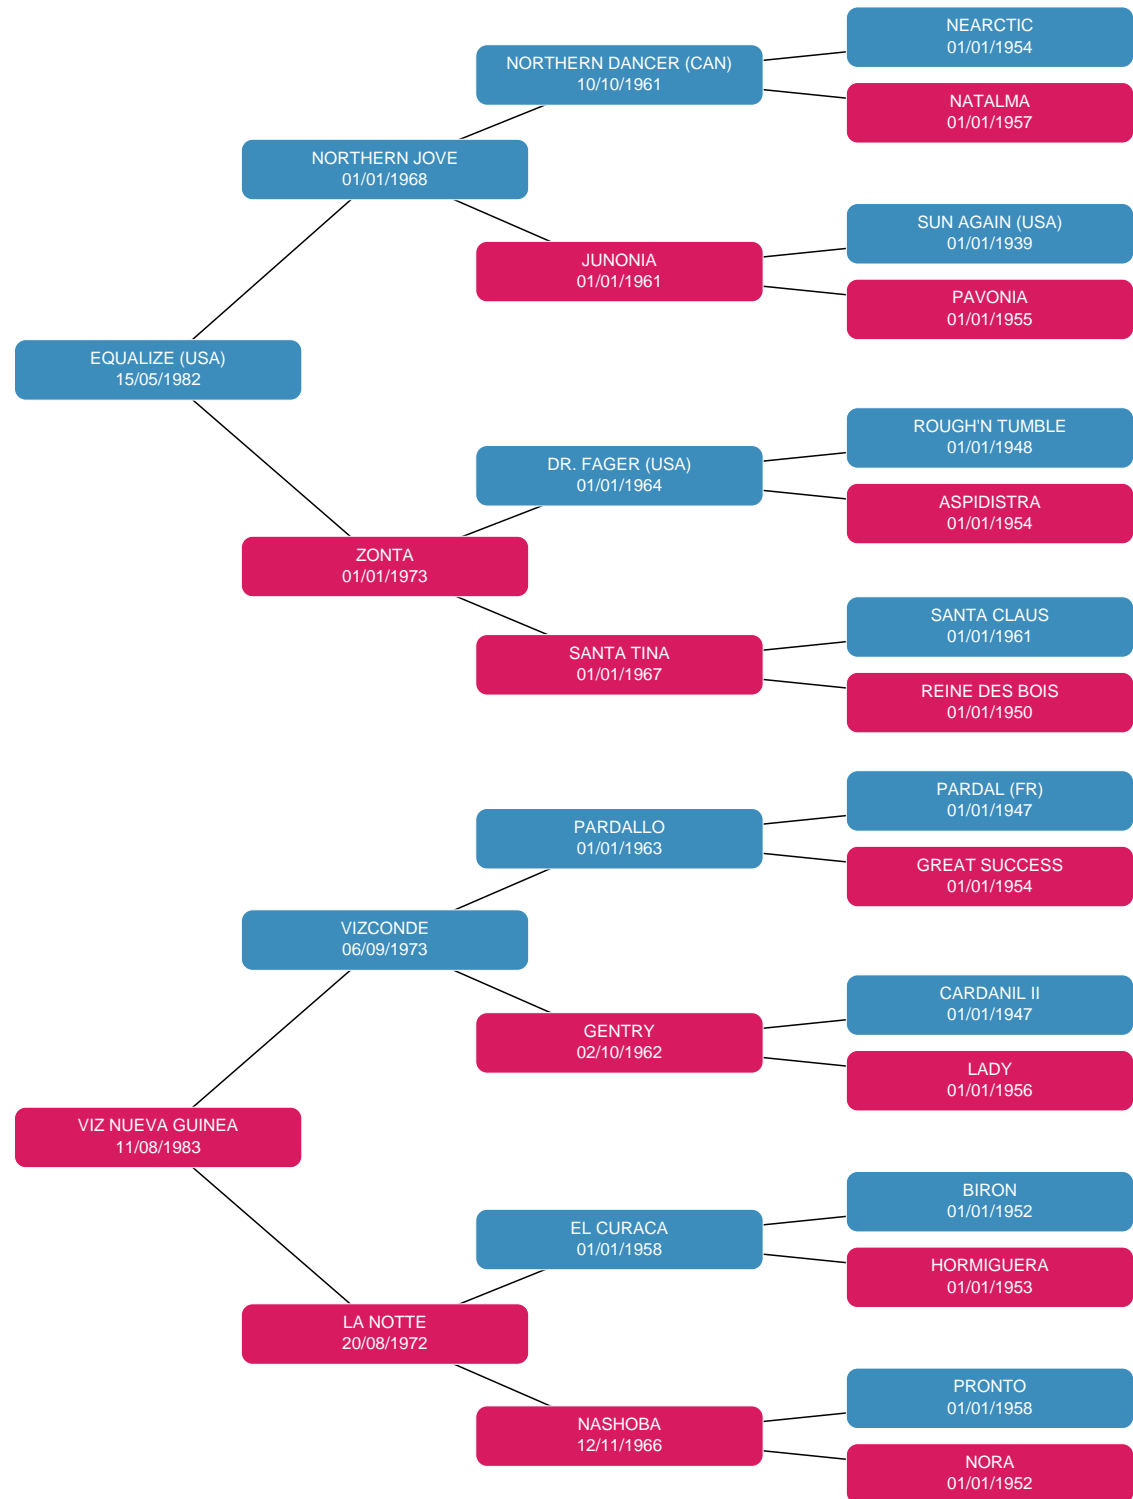 NEARCTIC
01/01/1954
NORTHERN DANCER (CAN)
10/10/1961
NATALMA
01/01/1957
NORTHERN JOVE
01/01/1968
SUN AGAIN (USA)
01/01/1939
JUNONIA
01/01/1961
PAVONIA
01/01/1955
EQUALIZE (USA)
15/05/1982
ROUGH'N TUMBLE
01/01/1948
DR. FAGER (USA)
01/01/1964
ASPIDISTRA
01/01/1954
ZONTA
01/01/1973
SANTA CLAUS
01/01/1961
SANTA TINA
01/01/1967
REINE DES BOIS
01/01/1950
PARDAL (FR)
01/01/1947
PARDALLO
01/01/1963
GREAT SUCCESS
01/01/1954
VIZCONDE
06/09/1973
CARDANIL II
01/01/1947
GENTRY
02/10/1962
LADY
01/01/1956
VIZ NUEVA GUINEA
11/08/1983
BIRON
01/01/1952
EL CURACA
01/01/1958
HORMIGUERA
01/01/1953
LA NOTTE
20/08/1972
PRONTO
01/01/1958
NASHOBA
12/11/1966
NORA
01/01/1952